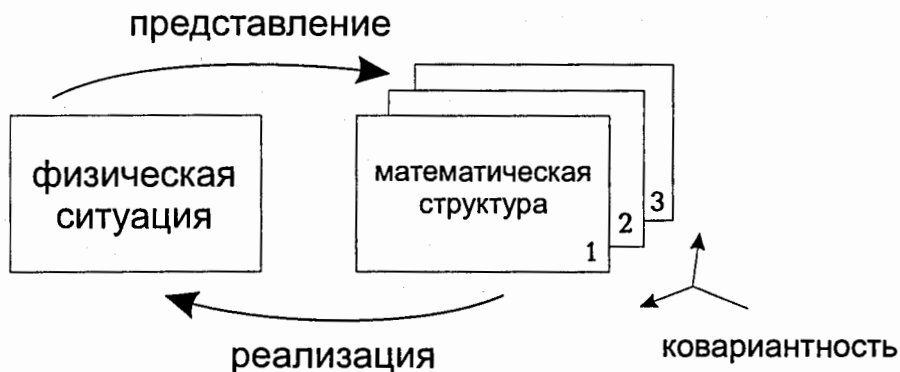 представление
физическая
ситуация
математическая
структура
1
2
3
реализация
ковариантность